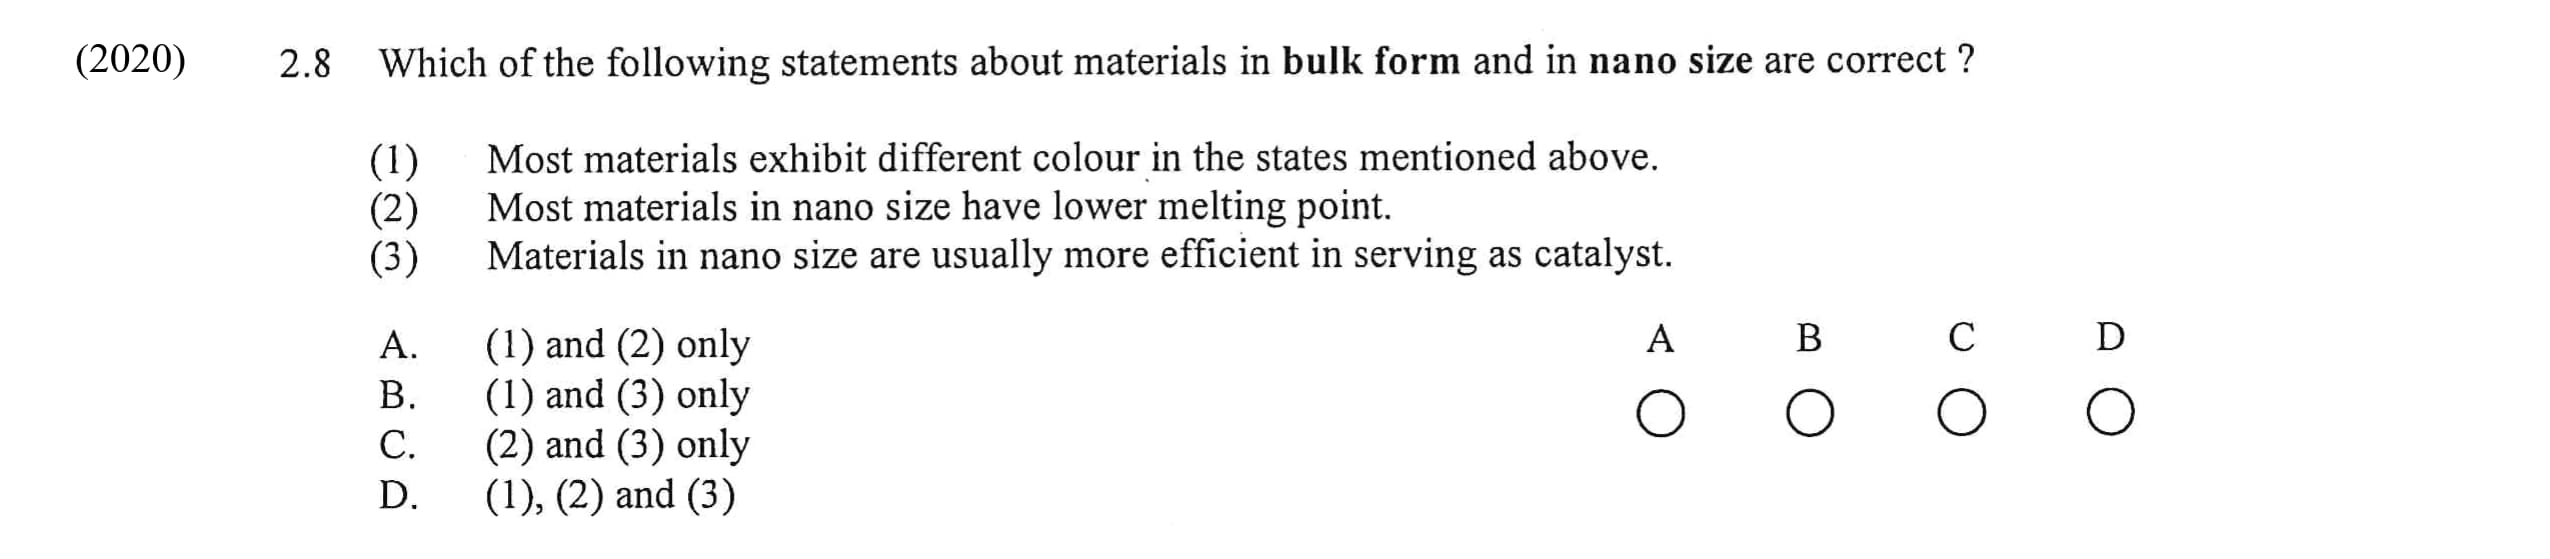 (2020) 2.8 Which of the following statements about materials in bulk form and in nano size are correct ?
(1) Most materials exhibit different colour in the states mentioned above.
(2) Most materials in nano size have lower melting point.
(3) Materials in nano size are usually more efficient in serving as catalyst.
A. (1) and (2) only
B. (1) and (3) only
C. (2) and (3) only
D. (1), (2) and (3)
A B C D